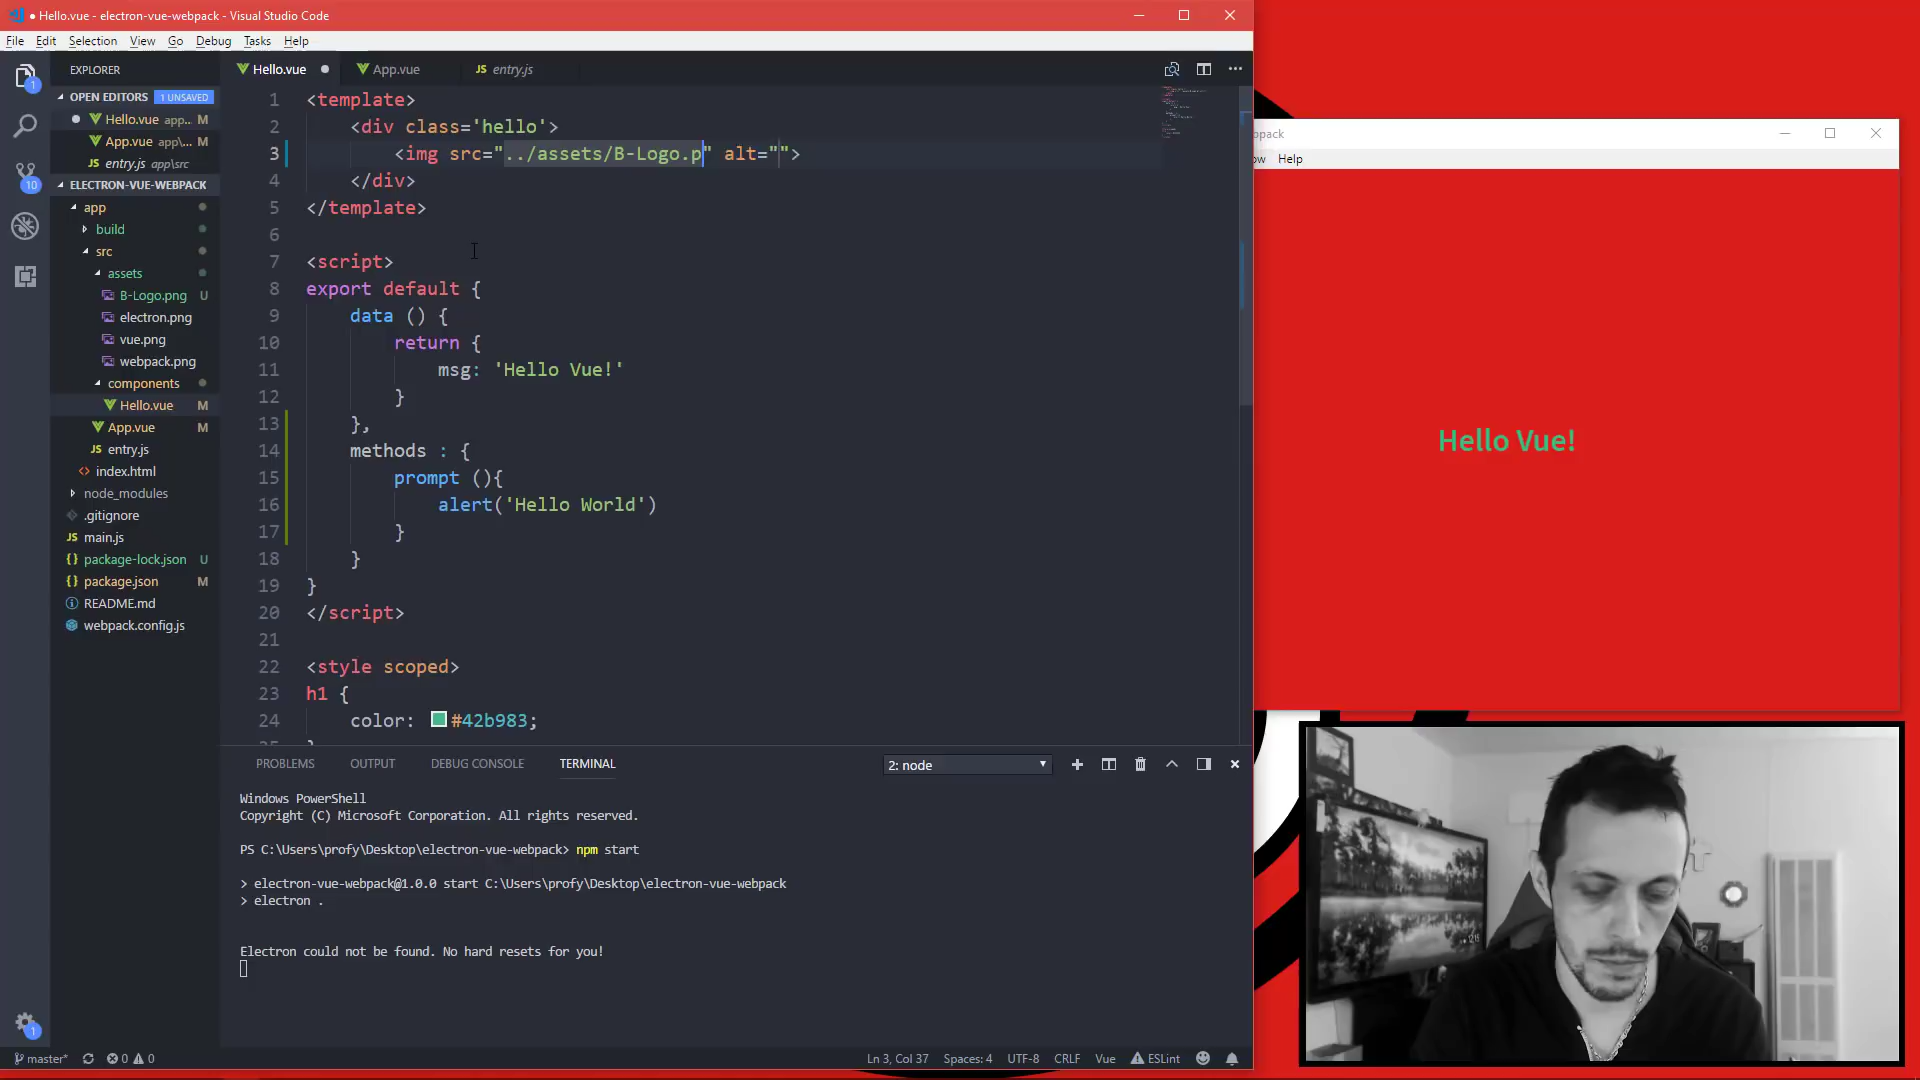 Hello.vue - electron-vue-webpack - Visual Studio Code
File Edit Selection View Go Debug Tasks Help
EXPLORER
OPEN EDITORS 1 UNSAVED
Hello.vue app... M
App.vue app\... M
entry.js app\src
ELECTRON-VUE-WEBPACK
app
build
src
assets
B-Logo.png U
electron.png
vue.png
webpack.png
components
Hello.vue M
App.vue M
JS entry.js
<> index.html
node_modules
.gitignore
JS main.js
{} package-lock.json U
{} package.json M
README.md
webpack.config.js
1
10
1
Hello.vue App.vue JS entry.js
1 <template>
2 <div class='hello'>
3 <img src="../assets/B-Logo.p" alt="">
4 </div>
5 </template>
6
7 <script>
8 export default {
9 data () {
10 return {
11 msg: 'Hello Vue!'
12 }
13 },
14 methods : {
15 prompt (){
16 alert('Hello World')
17 }
18 }
19 }
20 </script>
21
22 <style scoped>
23 h1 {
24 color: #42b983;
PROBLEMS OUTPUT DEBUG CONSOLE TERMINAL 2: node
Windows PowerShell
Copyright (C) Microsoft Corporation. All rights reserved.
PS C:\Users\profy\Desktop\electron-vue-webpack> npm start
> electron-vue-webpack@1.0.0 start C:\Users\profy\Desktop\electron-vue-webpack
> electron .
Electron could not be found. No hard resets for you!
master* 0 0 Ln 3, Col 37 Spaces: 4 UTF-8 CRLF Vue ESLint
pack
ow Help
Hello Vue!